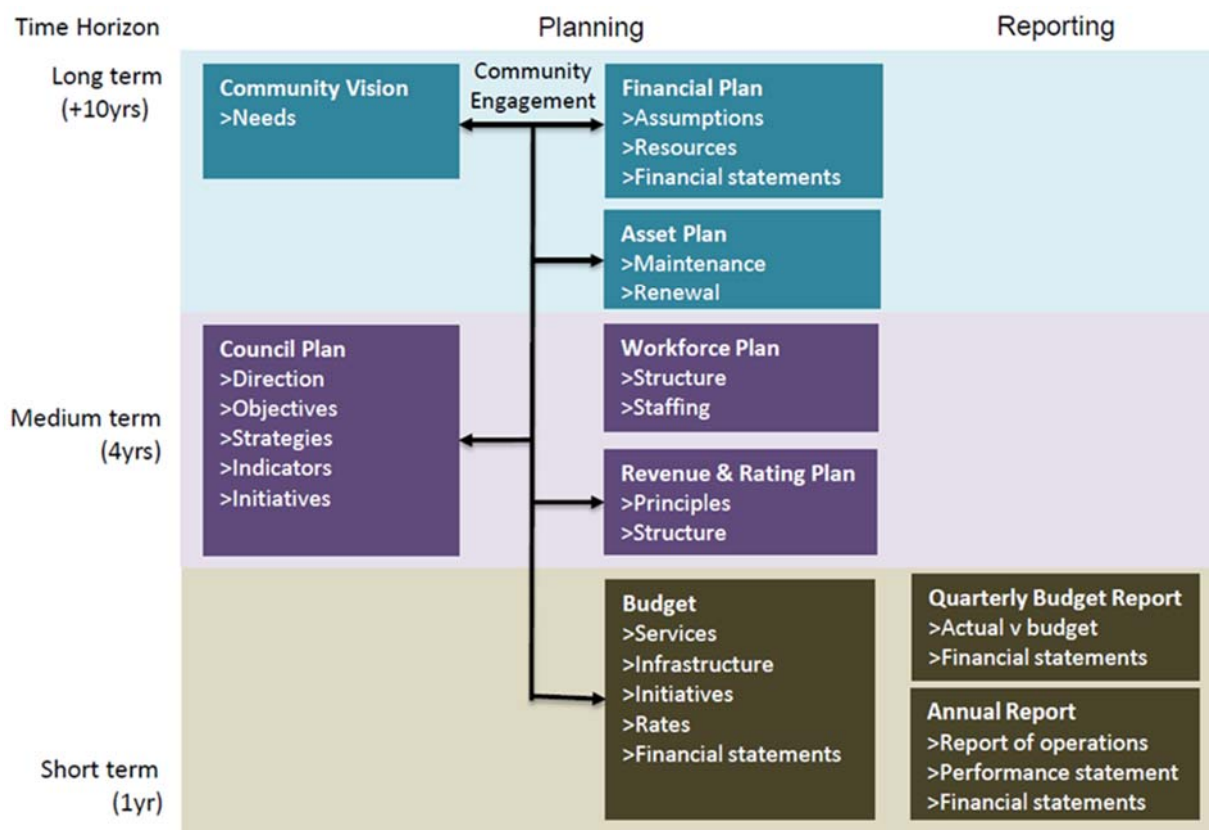 Time Horizon
Planning
Reporting
Long term
(+10yrs)
Community Vision
>Needs
Community
Engagement
Financial Plan
>Assumptions
>Resources
>Financial statements
Asset Plan
>Maintenance
>Renewal
Medium term
(4yrs)
Council Plan
>Direction
>Objectives
>Strategies
>Indicators
>Initiatives
Workforce Plan
>Structure
>Staffing
Revenue & Rating Plan
>Principles
>Structure
Short term
(1yr)
Budget
>Services
>Infrastructure
>Initiatives
>Rates
>Financial statements
Quarterly Budget Report
>Actual v budget
>Financial statements
Annual Report
>Report of operations
>Performance statement
>Financial statements